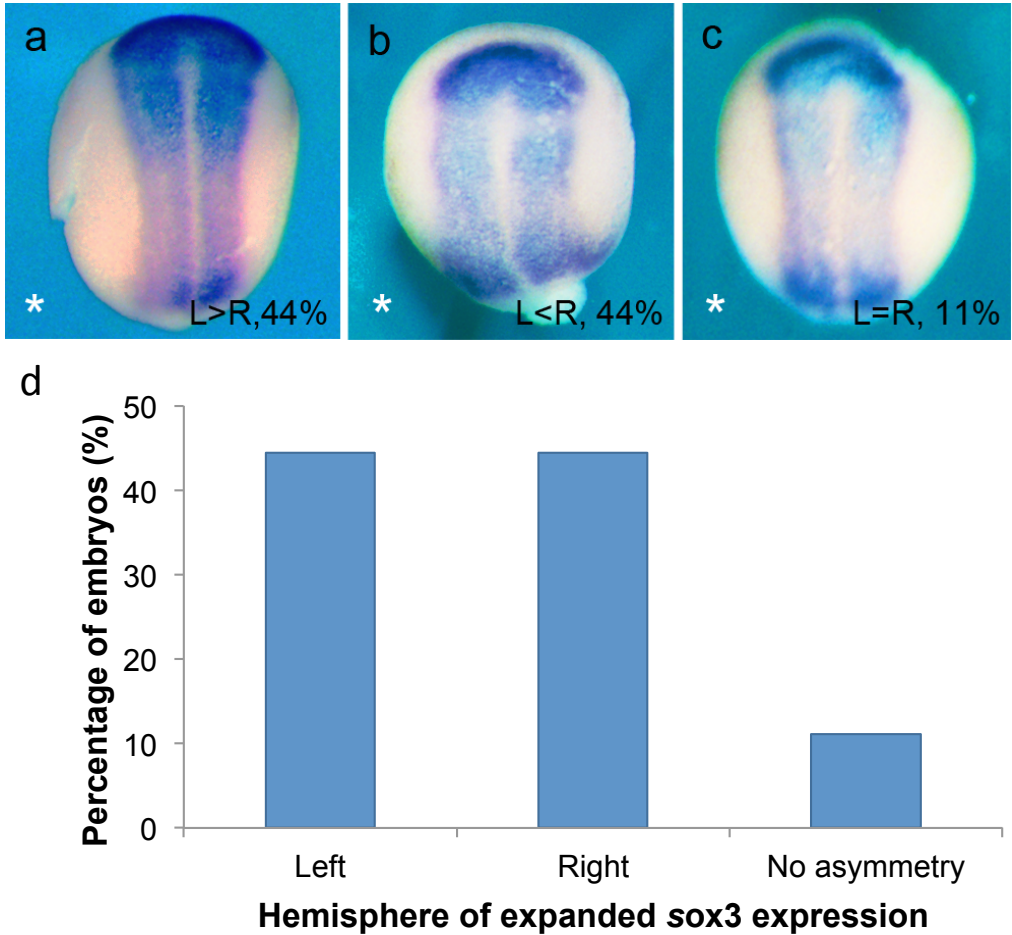 a
b
c
*
L>R,44%
*
L<R, 44%
*
L=R, 11%
d
Percentage of embryos (%)
50
40
30
20
10
0
Left
Right
No asymmetry
Hemisphere of expanded sox3 expression